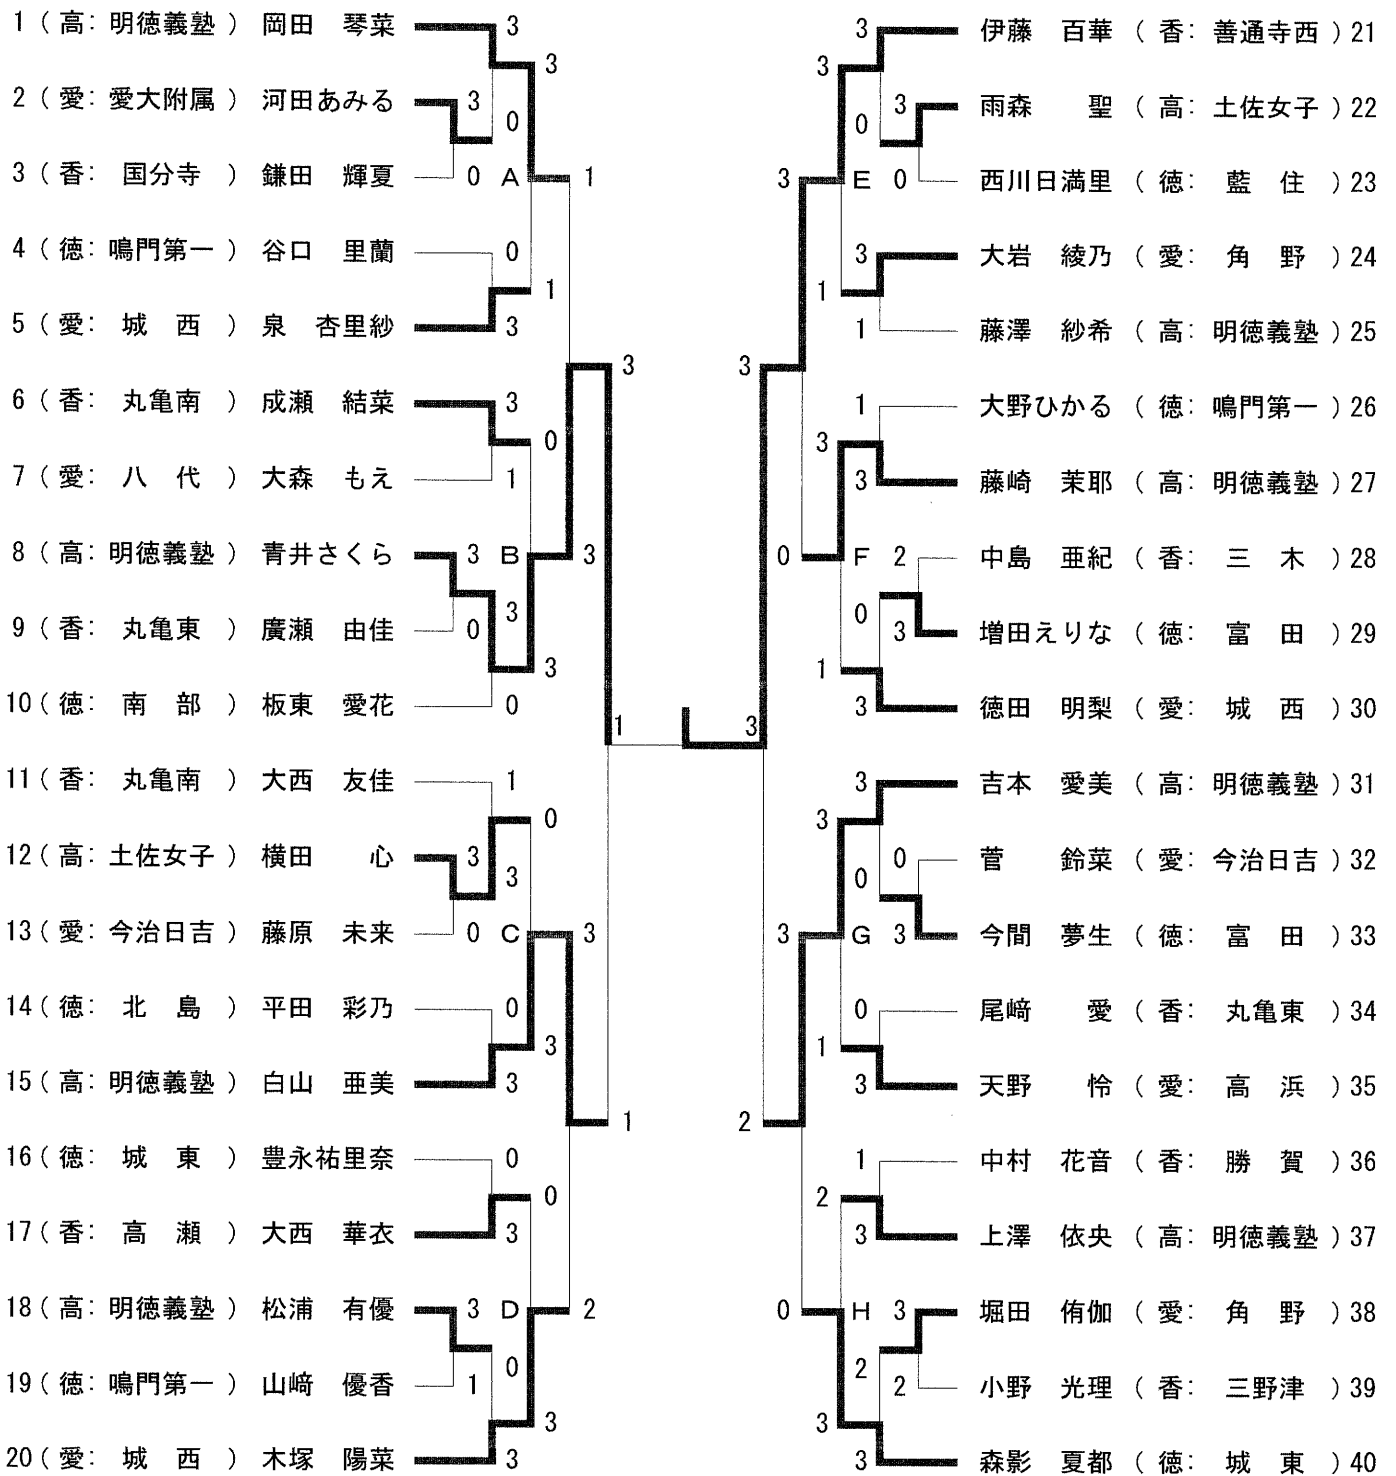 1 ( 高: 明徳義塾 ) 岡田 琴菜 3
3
2 ( 愛: 愛大附属 ) 河田あみる 3
0
3 ( 香: 国分寺 ) 鎌田 輝夏 0 A 1
4 ( 徳: 鳴門第一 ) 谷口 里蘭 0
1
5 ( 愛: 城 西 ) 泉 杏里紗 3
3
6 ( 香: 丸亀南 ) 成瀬 結菜 3
0
7 ( 愛: 八 代 ) 大森 もえ 1
8 ( 高: 明徳義塾 ) 青井さくら 3 B 3
3
9 ( 香: 丸亀東 ) 廣瀬 由佳 0
3
10 ( 徳: 南 部 ) 板東 愛花 0
1
11 ( 香: 丸亀南 ) 大西 友佳 1
0
12 ( 高: 土佐女子 ) 横田 心 3
3
13 ( 愛: 今治日吉 ) 藤原 未来 0 C 3
14 ( 徳: 北 島 ) 平田 彩乃 0
3
15 ( 高: 明徳義塾 ) 白山 亜美 3
1
16 ( 徳: 城 東 ) 豊永祐里奈 0
0
17 ( 香: 高 瀬 ) 大西 華衣 3
18 ( 高: 明徳義塾 ) 松浦 有優 3 D 2
0
19 ( 徳: 鳴門第一 ) 山﨑 優香 1
3
20 ( 愛: 城 西 ) 木塚 陽菜 3
3 伊藤 百華 ( 香: 善通寺西 ) 21
3
3 雨森 聖 ( 高: 土佐女子 ) 22
0
3 E 0 西川日満里 ( 徳: 藍 住 ) 23
3 大岩 綾乃 ( 愛: 角 野 ) 24
1
1 藤澤 紗希 ( 高: 明徳義塾 ) 25
3
1 大野ひかる ( 徳: 鳴門第一 ) 26
3
3 藤崎 茉耶 ( 高: 明徳義塾 ) 27
0 F 2 中島 亜紀 ( 香: 三 木 ) 28
0
3 増田えりな ( 徳: 富 田 ) 29
1
3 徳田 明梨 ( 愛: 城 西 ) 30
3
3 吉本 愛美 ( 高: 明徳義塾 ) 31
3
0 菅 鈴菜 ( 愛: 今治日吉 ) 32
0
3 G 3 今間 夢生 ( 徳: 富 田 ) 33
0 尾﨑 愛 ( 香: 丸亀東 ) 34
1
3 天野 怜 ( 愛: 高 浜 ) 35
2
1 中村 花音 ( 香: 勝 賀 ) 36
2
3 上澤 依央 ( 高: 明徳義塾 ) 37
0 H 3 堀田 侑伽 ( 愛: 角 野 ) 38
2
2 小野 光理 ( 香: 三野津 ) 39
3
3 森影 夏都 ( 徳: 城 東 ) 40